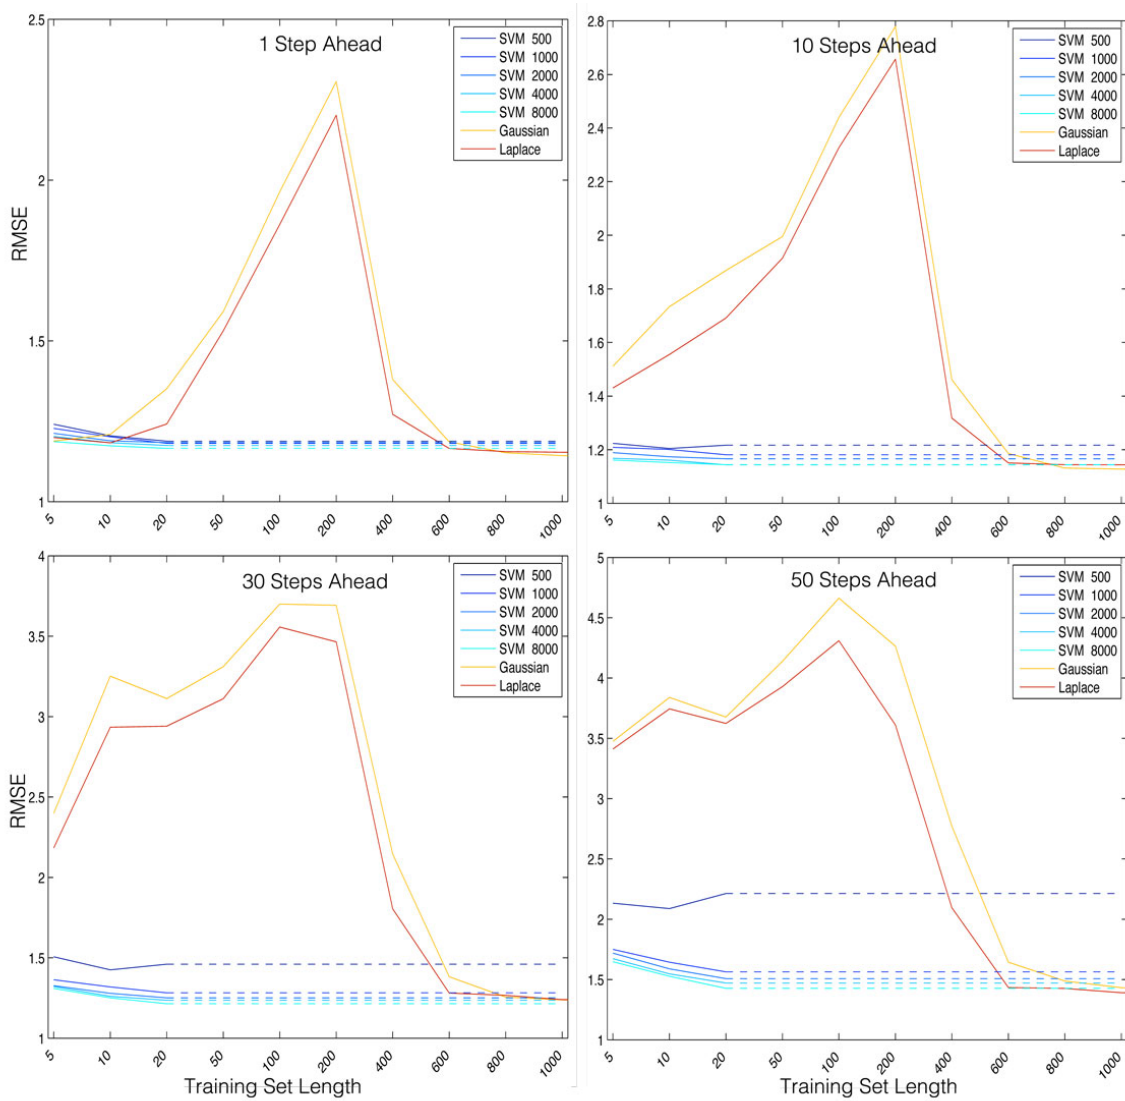 1 Step Ahead
RMSE
2.5
2
1.5
1
SVM 500
SVM 1000
SVM 2000
SVM 4000
SVM 8000
Gaussian
Laplace
5 10 20 50 100 200 400 600 800 1000
10 Steps Ahead
2.8
2.6
2.4
2.2
2
1.8
1.6
1.4
1.2
1
SVM 500
SVM 1000
SVM 2000
SVM 4000
SVM 8000
Gaussian
Laplace
5 10 20 50 100 200 400 600 800 1000
30 Steps Ahead
RMSE
4
3.5
3
2.5
2
1.5
1
SVM 500
SVM 1000
SVM 2000
SVM 4000
SVM 8000
Gaussian
Laplace
5 10 20 50 100 200 400 600 800 1000
Training Set Length
50 Steps Ahead
5
4.5
4
3.5
3
2.5
2
1.5
1
SVM 500
SVM 1000
SVM 2000
SVM 4000
SVM 8000
Gaussian
Laplace
5 10 20 50 100 200 400 600 800 1000
Training Set Length